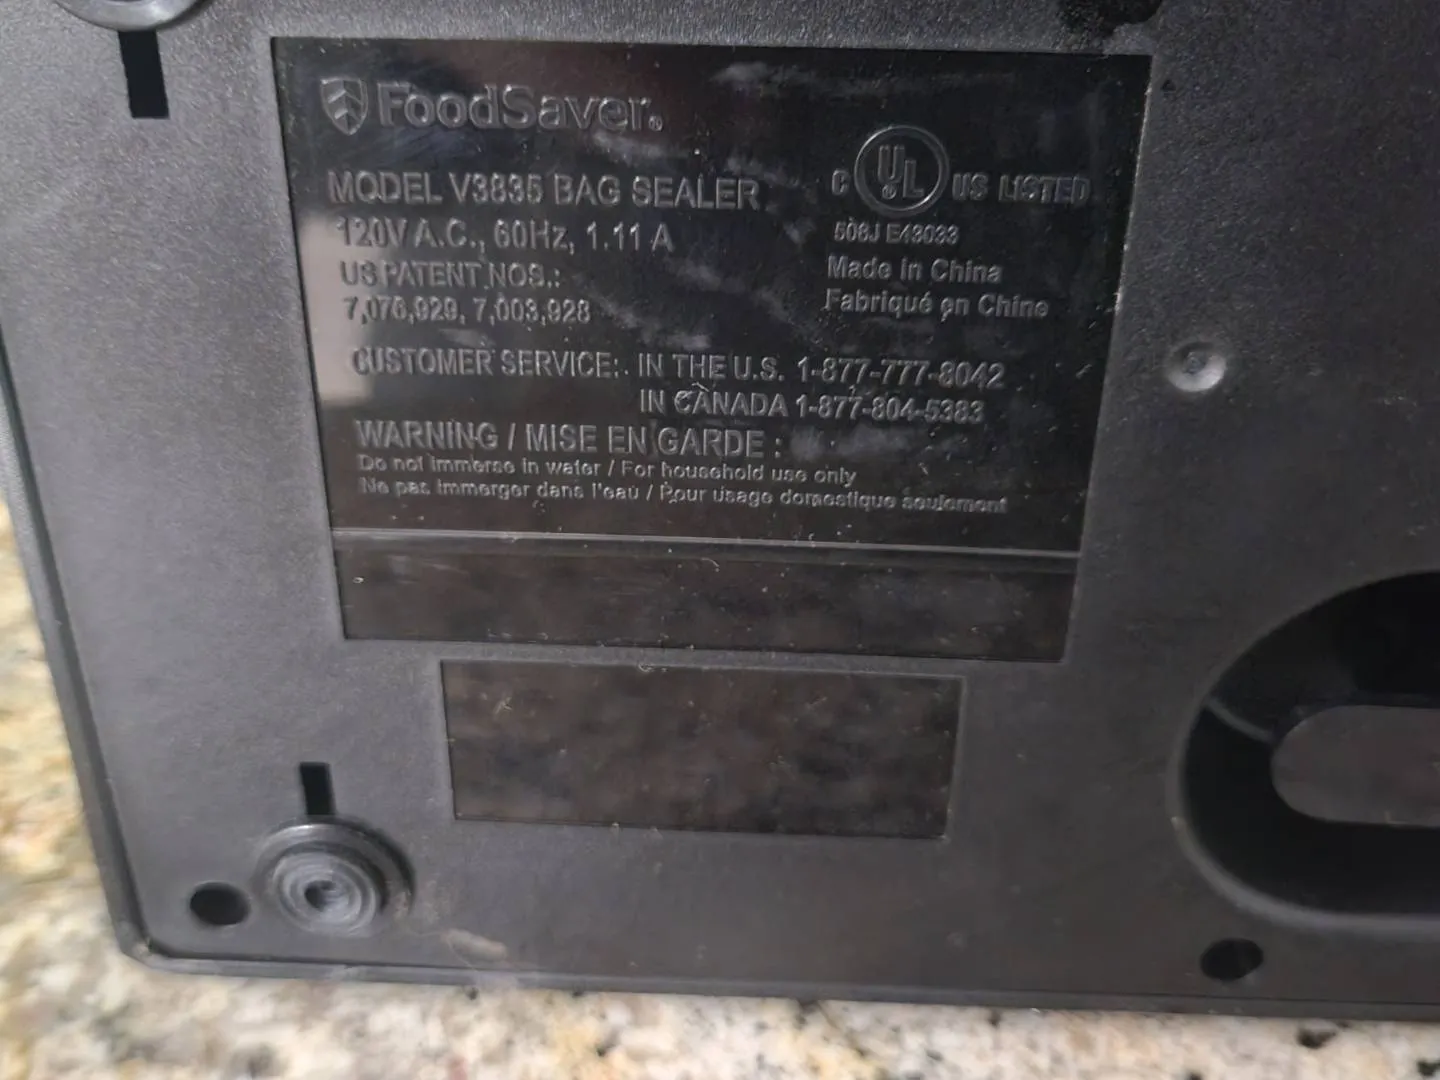 FoodSaver®
MODEL V3835 BAG SEALER
120V A.C., 60Hz, 1.11 A
US PATENT NOS.:
7,076,929, 7,003,928
C UL® US LISTED
506J E43033
Made in China
Fabriqué en Chine
CUSTOMER SERVICE: IN THE U.S. 1-877-777-8042
IN CANADA 1-877-804-5383
WARNING / MISE EN GARDE :
Do not immerse in water / For household use only
Ne pas immerger dans l'eau / Pour usage domestique seulement